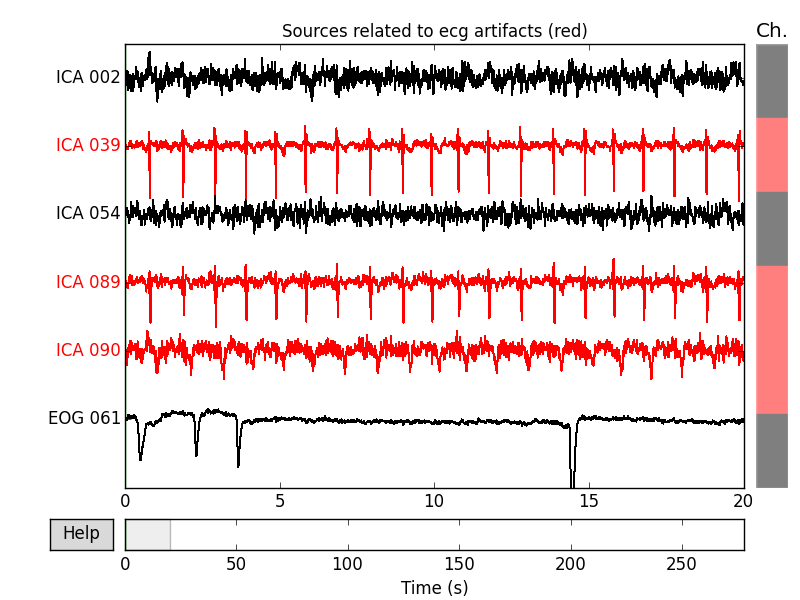 Sources related to ecg artifacts (red)
Ch.
ICA 002
ICA 039
ICA 054
ICA 089
ICA 090
EOG 061
0 5 10 15 20
Help
0 50 100 150 200 250
Time (s)